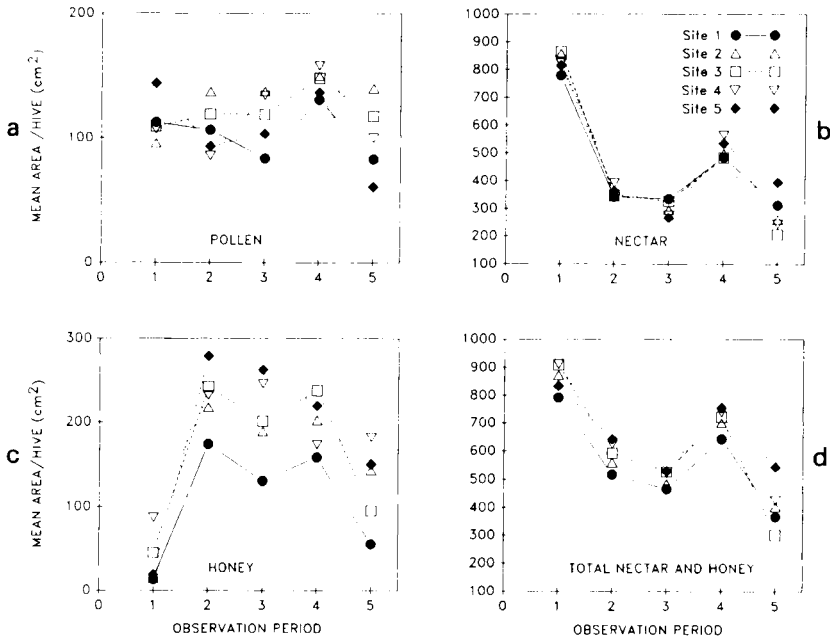 a
MEAN AREA /HIVE (cm²)
200
100
0
0 1 2 3 4 5
POLLEN
b
1000
900
800
700
600
500
400
300
200
100
0 1 2 3 4 5
NECTAR
Site 1
Site 2
Site 3
Site 4
Site 5
c
MEAN AREA/HIVE (cm²)
300
200
100
0
0 1 2 3 4 5
HONEY
OBSERVATION PERIOD
d
1000
900
800
700
600
500
400
300
200
100
0 1 2 3 4 5
TOTAL NECTAR AND HONEY
OBSERVATION PERIOD